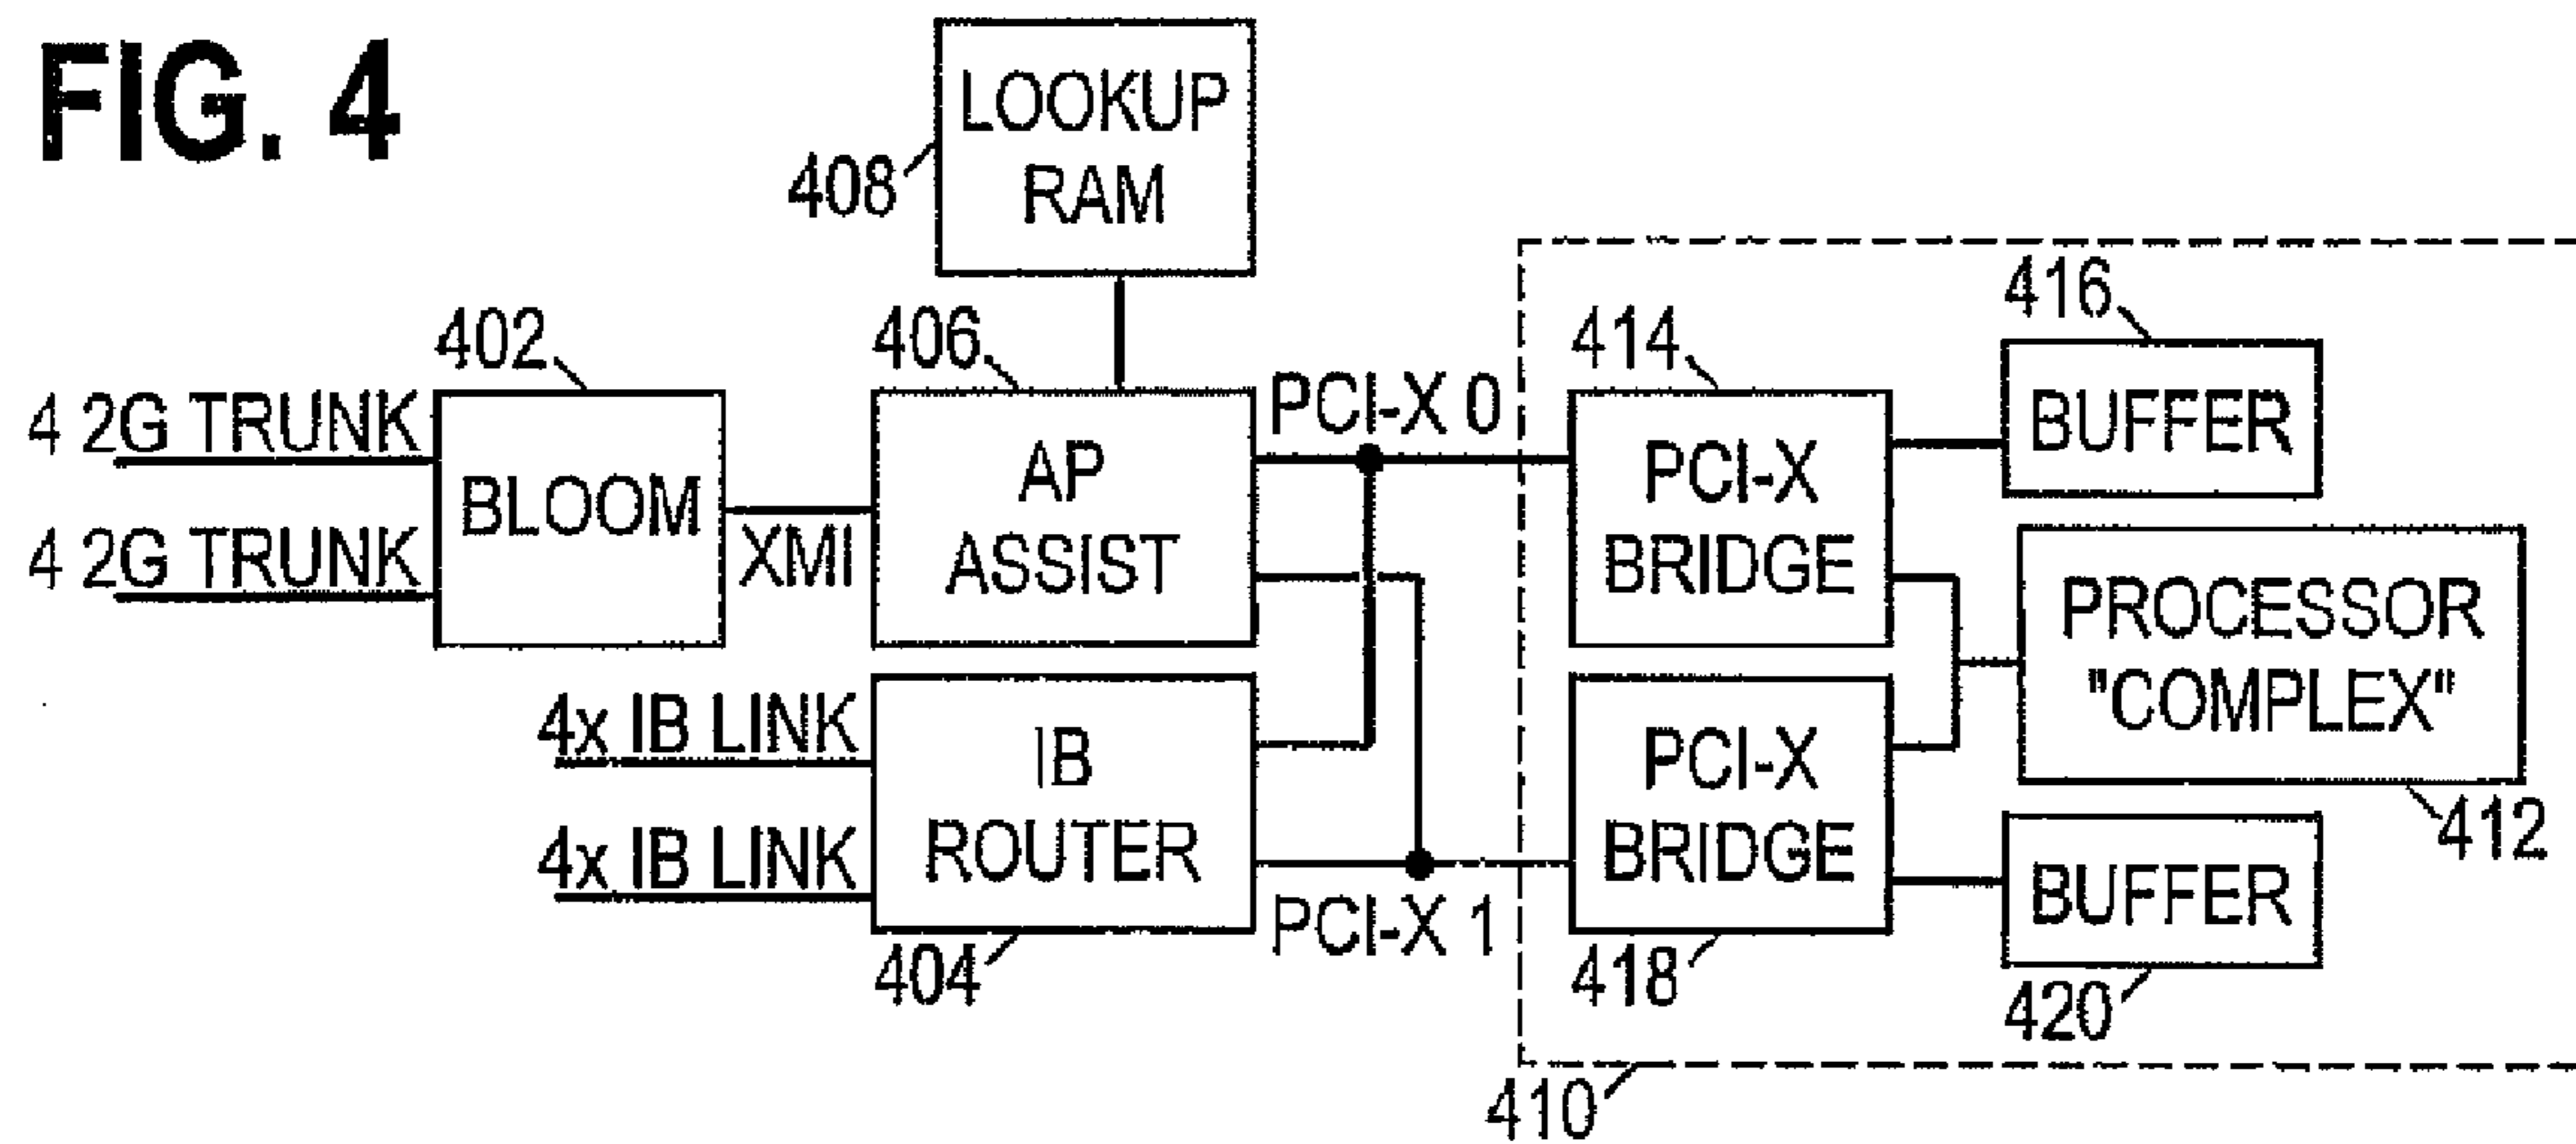 FIG. 4
LOOKUP
RAM
408
402
406
PCI-X 0
414
416
4 2G TRUNK
4 2G TRUNK
BLOOM
XMI
AP
ASSIST
PCI-X
BRIDGE
BUFFER
PROCESSOR
"COMPLEX"
412
4x IB LINK
4x IB LINK
IB
ROUTER
404
PCI-X 1
PCI-X
BRIDGE
418
BUFFER
420
410